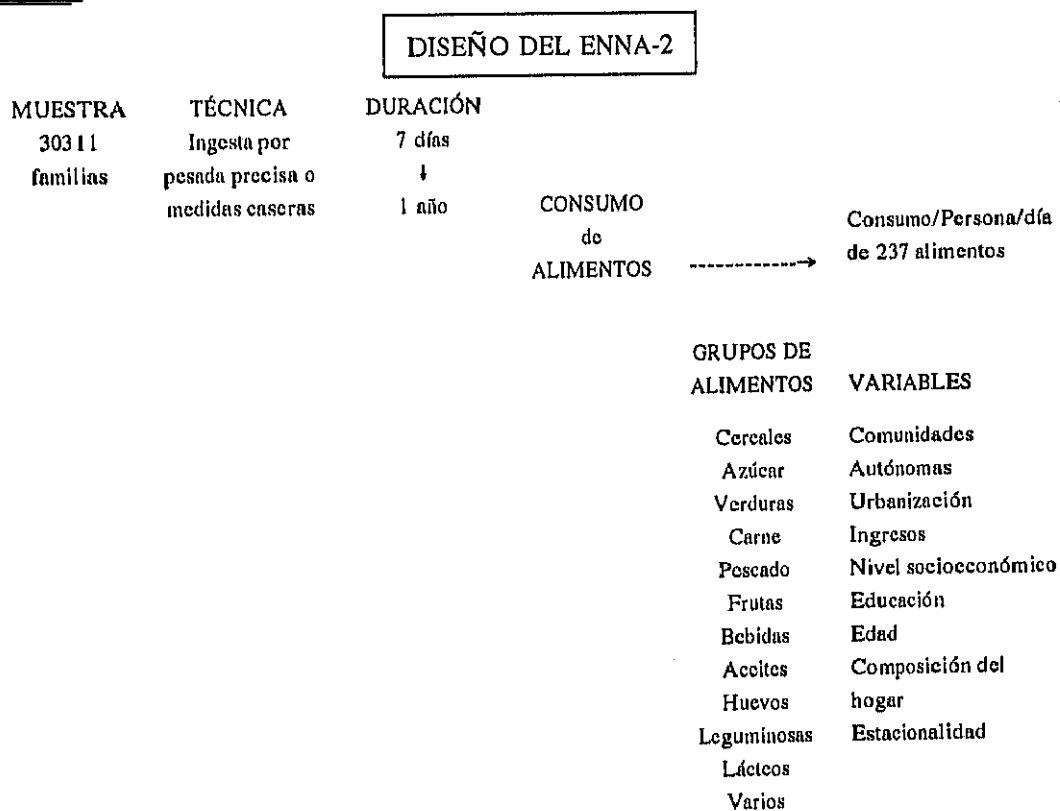 DISEÑO DEL ENNA-2
MUESTRA
30311
familias
TÉCNICA
Ingesta por
pesada precisa o
medidas caseras
DURACIÓN
7 días
↓
1 año
CONSUMO
de
ALIMENTOS
Consumo/Persona/día
de 237 alimentos
GRUPOS DE
ALIMENTOS
Cereales
Azúcar
Verduras
Carne
Pescado
Frutas
Bebidas
Aceites
Huevos
Leguminosas
Lácteos
Varios
VARIABLES
Comunidades
Autónomas
Urbanización
Ingresos
Nivel socioeconómico
Educación
Edad
Composición del
hogar
Estacionalidad